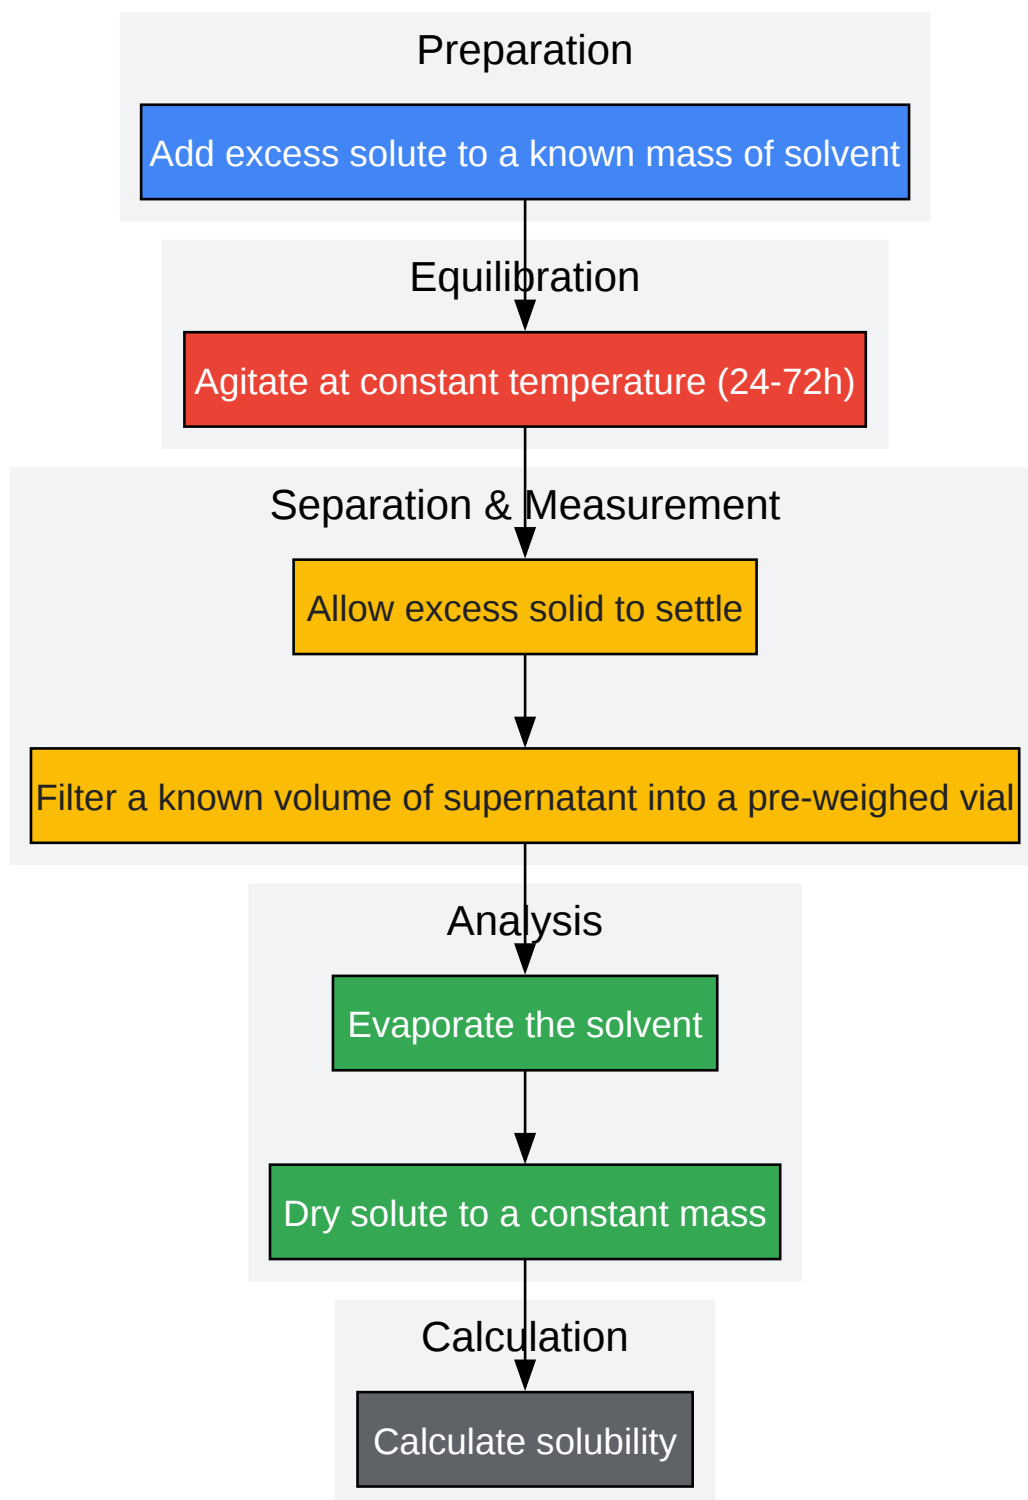 Preparation
Add excess solute to a known mass of solvent
Equilibration
Agitate at constant temperature (24-72h)
Separation & Measurement
Allow excess solid to settle
Filter a known volume of supernatant into a pre-weighed vial
Analysis
Evaporate the solvent
Dry solute to a constant mass
Calculation
Calculate solubility